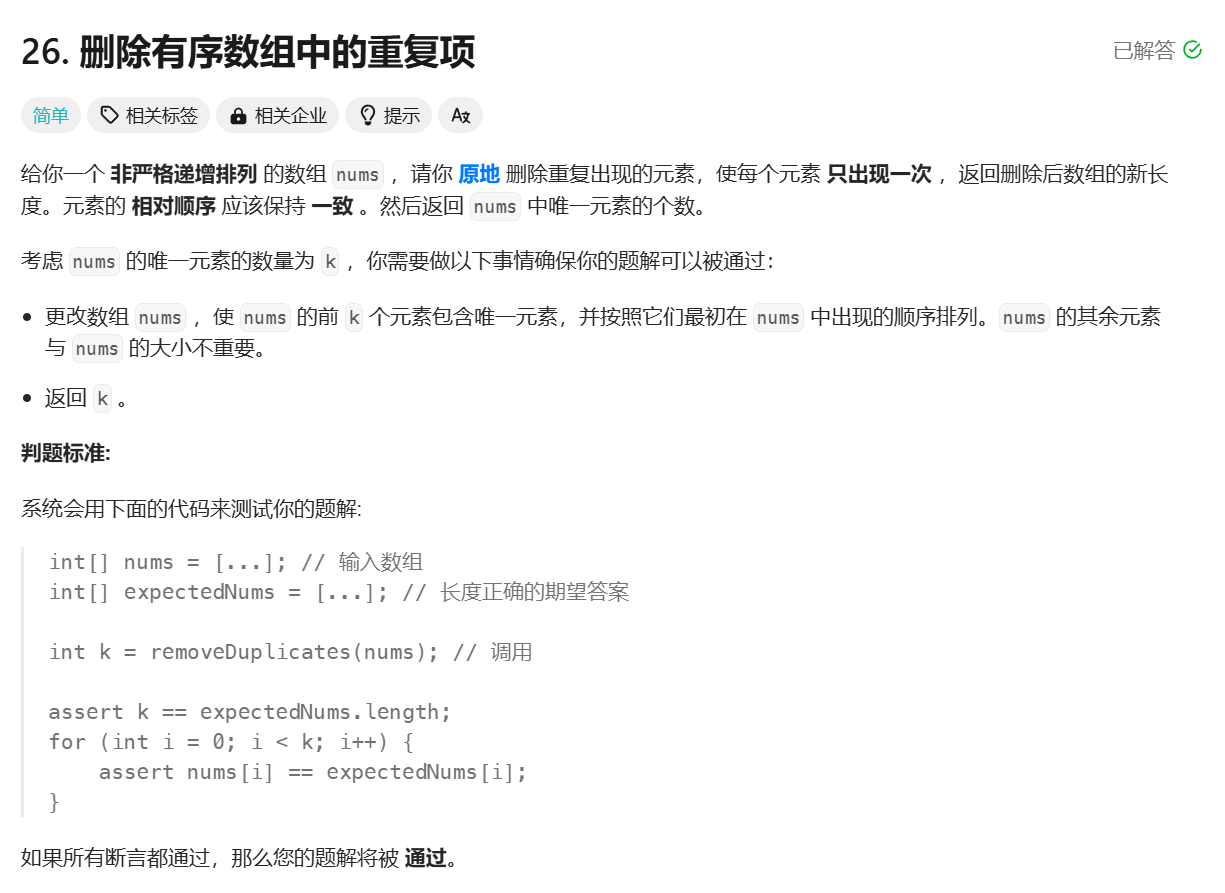 26. 删除有序数组中的重复项
已解答
简单 相关标签 相关企业 提示 Ax
给你一个 非严格递增排列 的数组 nums ，请你 原地 删除重复出现的元素，使每个元素 只出现一次 ，返回删除后数组的新长
度。元素的 相对顺序 应该保持 一致 。然后返回 nums 中唯一元素的个数。
考虑 nums 的唯一元素的数量为 k ，你需要做以下事情确保你的题解可以被通过：
• 更改数组 nums ，使 nums 的前 k 个元素包含唯一元素，并按照它们最初在 nums 中出现的顺序排列。nums 的其余元素
与 nums 的大小不重要。
• 返回 k 。
判题标准:
系统会用下面的代码来测试你的题解:
int[] nums = [...]; // 输入数组
int[] expectedNums = [...]; // 长度正确的期望答案
int k = removeDuplicates(nums); // 调用
assert k == expectedNums.length;
for (int i = 0; i < k; i++) {
    assert nums[i] == expectedNums[i];
}
如果所有断言都通过，那么您的题解将被 通过。